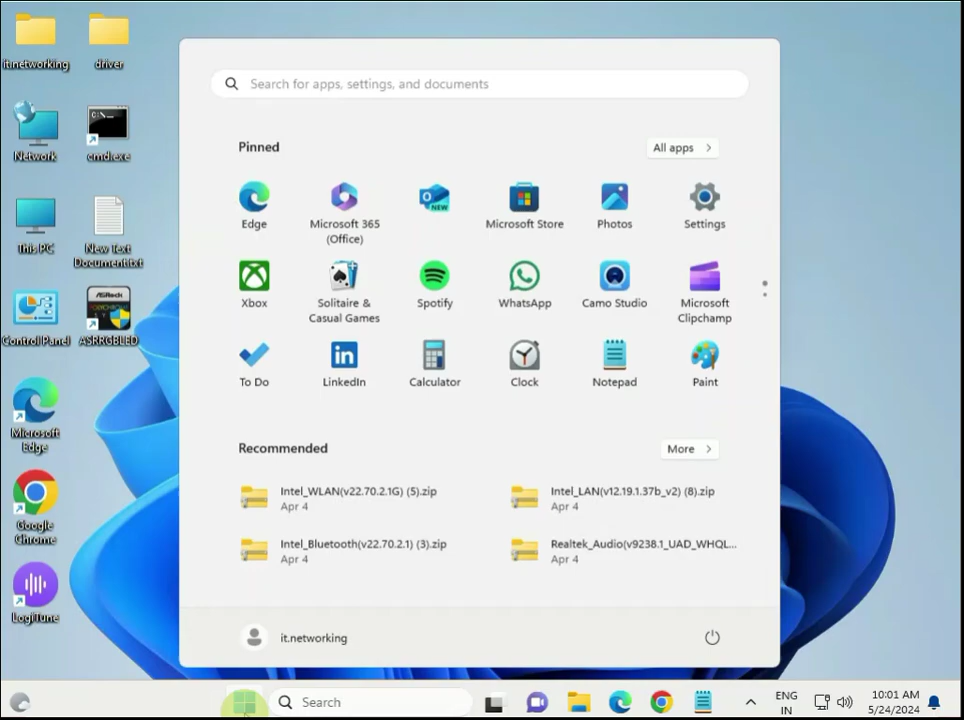 itinetworking
driver
Network
cmd.exe
This PC
New Text
Document.txt
Control Panel
ASRock
ASRRGBLED
Microsoft
Edge
Google
Chrome
LogiTune
Search for apps, settings, and documents
Pinned
All apps
Edge
Microsoft 365
(Office)
NEW
Microsoft Store
Photos
Settings
Xbox
Solitaire &
Casual Games
Spotify
WhatsApp
Camo Studio
Microsoft
Clipchamp
To Do
LinkedIn
Calculator
Clock
Notepad
Paint
Recommended
More
Intel_WLAN(v22.70.2.1G) (5).zip
Apr 4
Intel_LAN(v12.19.1.37b_v2) (8).zip
Apr 4
Intel_Bluetooth(v22.70.2.1) (3).zip
Apr 4
Realtek_Audio(v9238.1_UAD_WHQL...
Apr 4
it.networking
Search
ENG
IN
10:01 AM
5/24/2024